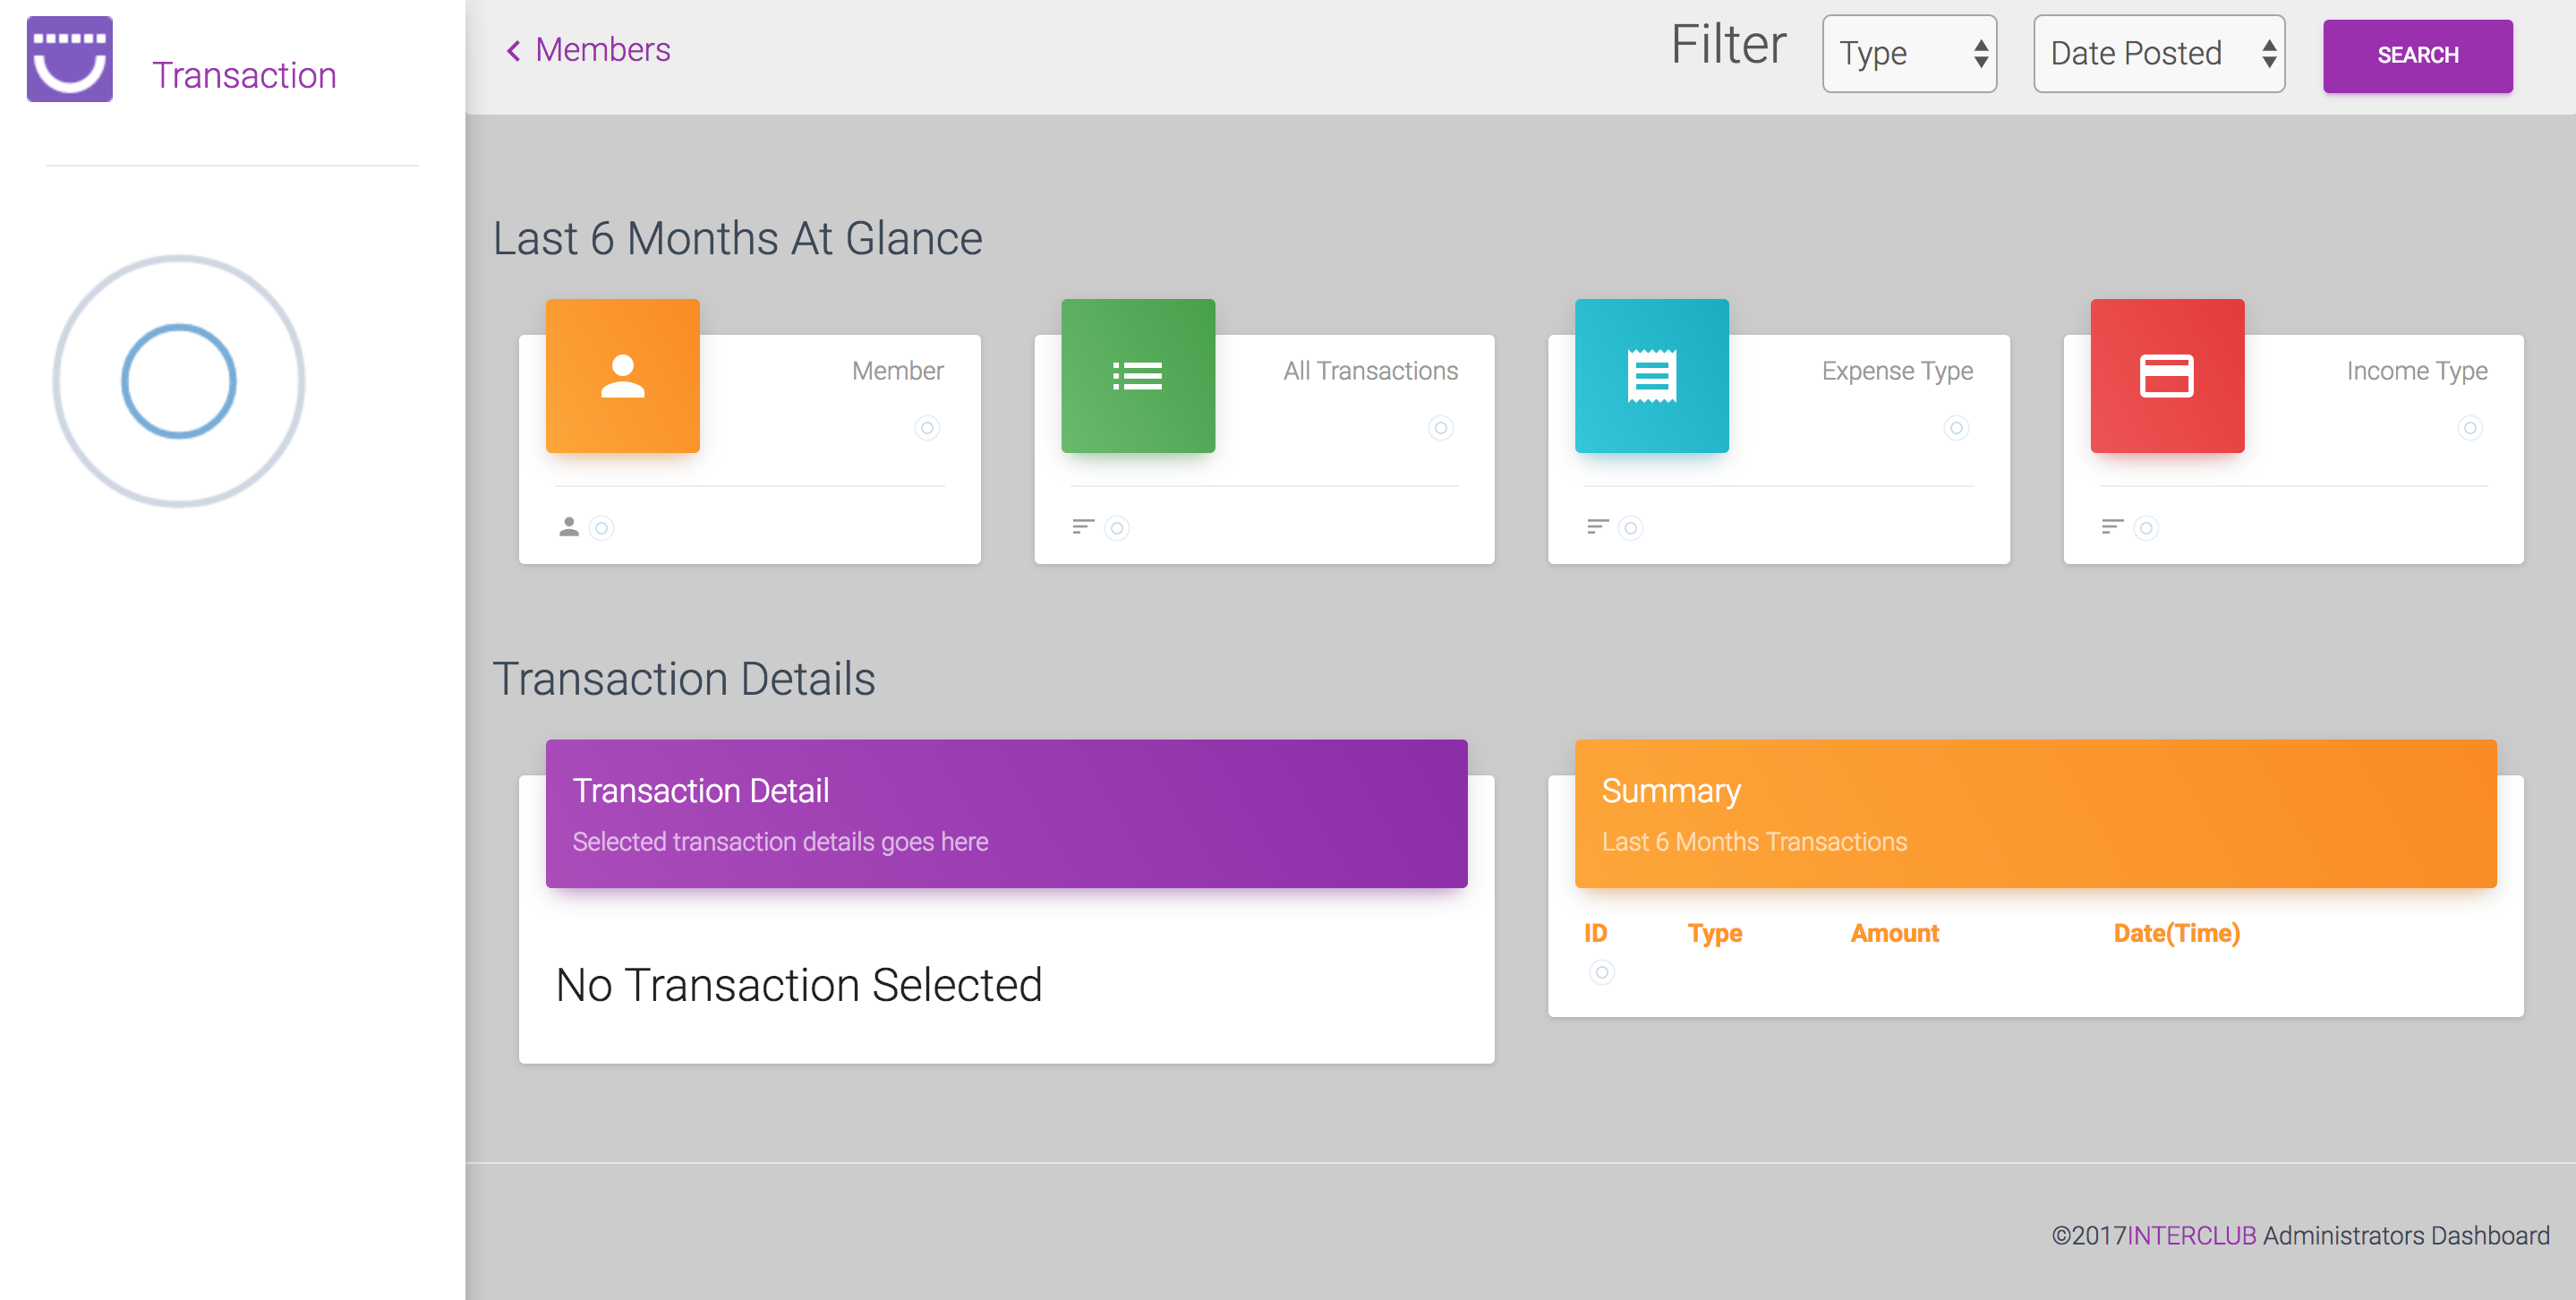 Transaction
Members
Filter
Type
Date Posted
SEARCH
Last 6 Months At Glance
Member
All Transactions
Expense Type
Income Type
Transaction Details
Transaction Detail
Selected transaction details goes here
No Transaction Selected
Summary
Last 6 Months Transactions
ID Type Amount Date(Time)
©2017INTERCLUB Administrators Dashboard